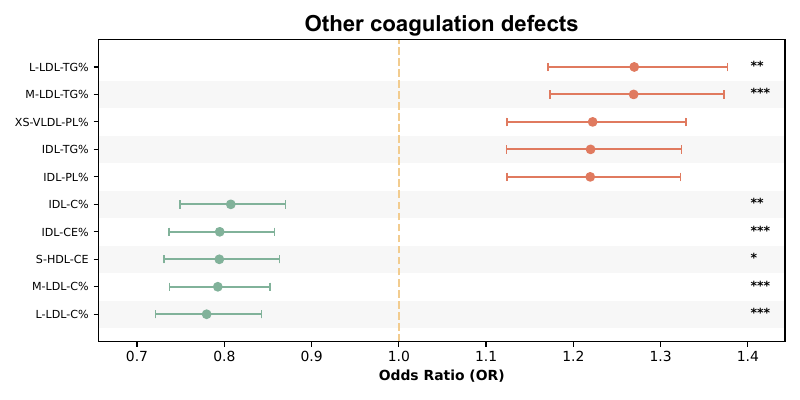 Other coagulation defects
L-LDL-TG% **
M-LDL-TG% ***
XS-VLDL-PL%
IDL-TG%
IDL-PL%
IDL-C% **
IDL-CE% ***
S-HDL-CE *
M-LDL-C% ***
L-LDL-C% ***
0.7 0.8 0.9 1.0 1.1 1.2 1.3 1.4
Odds Ratio (OR)